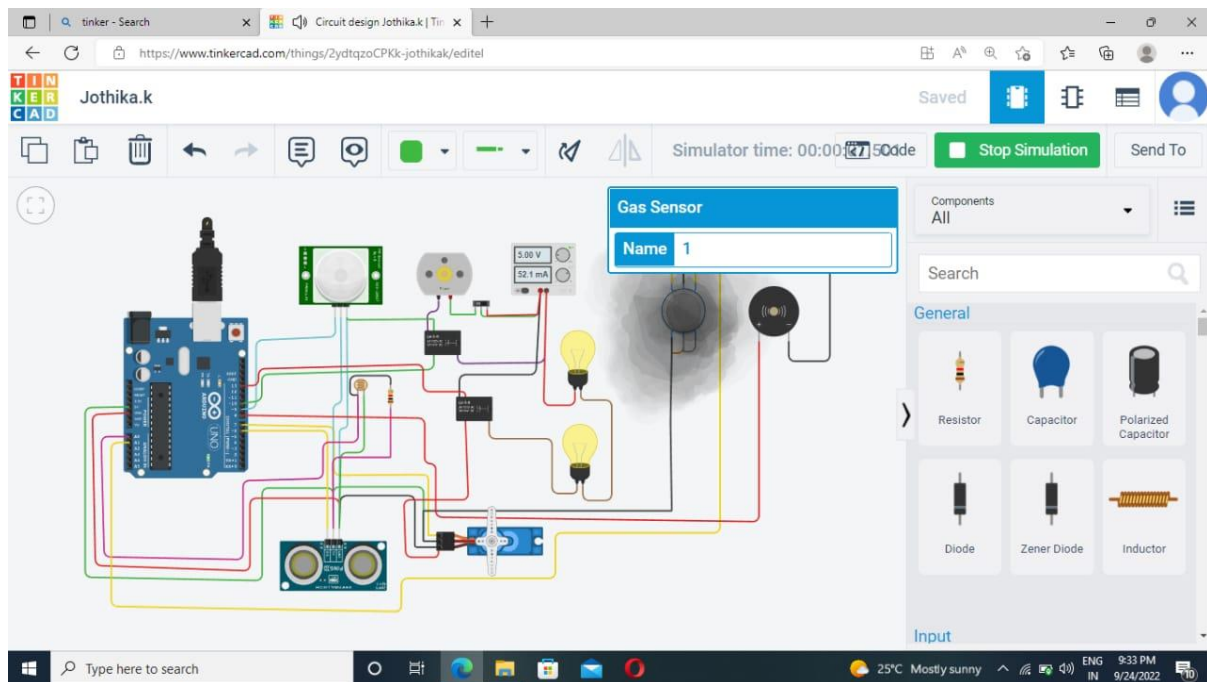 tinker - Search
Circuit design Jothika.k | Tin
https://www.tinkercad.com/things/2ydtqzoCPKk-jothikak/editel
TIN
KER
CAD
Jothika.k
Saved
Simulator time: 00:00:
Code
Stop Simulation
Send To
Gas Sensor
Name 1
Components
All
Search
General
Resistor
Capacitor
Polarized
Capacitor
Diode
Zener Diode
Inductor
Input
5.00 V
52.1 mA
ARDUINO
UNO
Type here to search
25°C Mostly sunny
ENG
IN
9:33 PM
9/24/2022